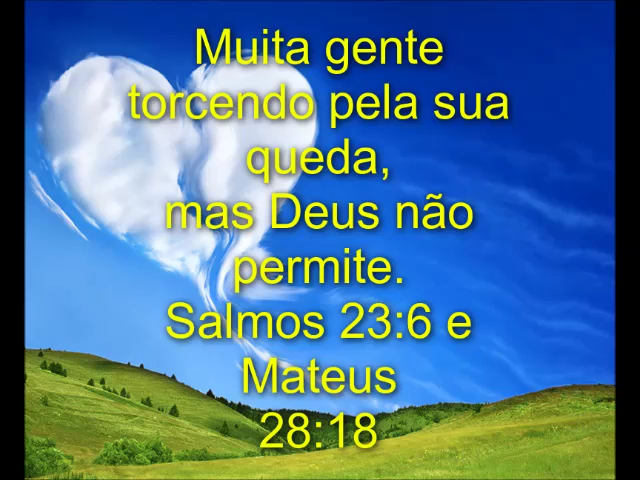 Muita gente
torcendo pela sua
queda,
mas Deus não
permite.
Salmos 23:6 e
Mateus
28:18